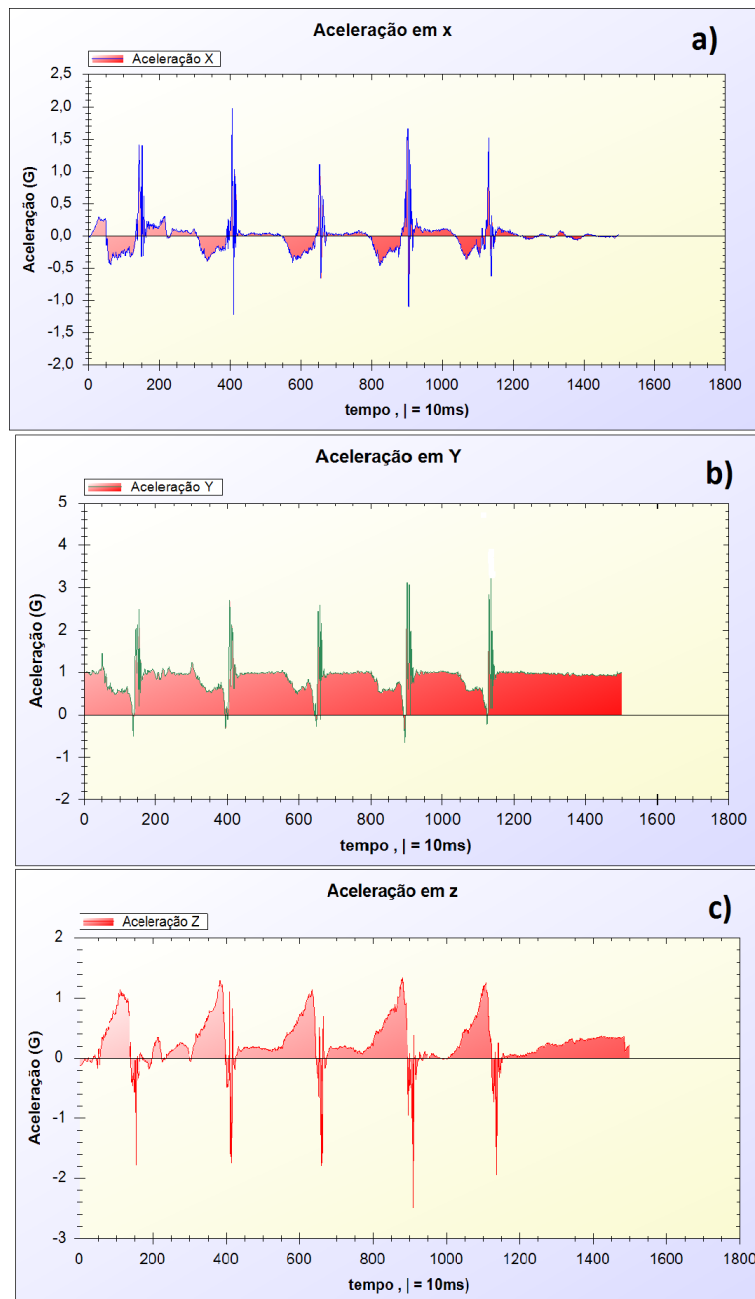 Aceleração em x
a)
Aceleração X
2,5
2,0
1,5
1,0
0,5
0,0
-0,5
-1,0
-1,5
-2,0
Aceleração (G)
0 200 400 600 800 1000 1200 1400 1600 1800
tempo , | = 10ms)
Aceleração em Y
b)
Aceleração Y
5
4
3
2
1
0
-1
-2
Aceleração (G)
0 200 400 600 800 1000 1200 1400 1600 1800
tempo , | = 10ms)
Aceleração em z
c)
Aceleração Z
2
1
0
-1
-2
-3
Aceleração (G)
0 200 400 600 800 1000 1200 1400 1600 1800
tempo , | = 10ms)